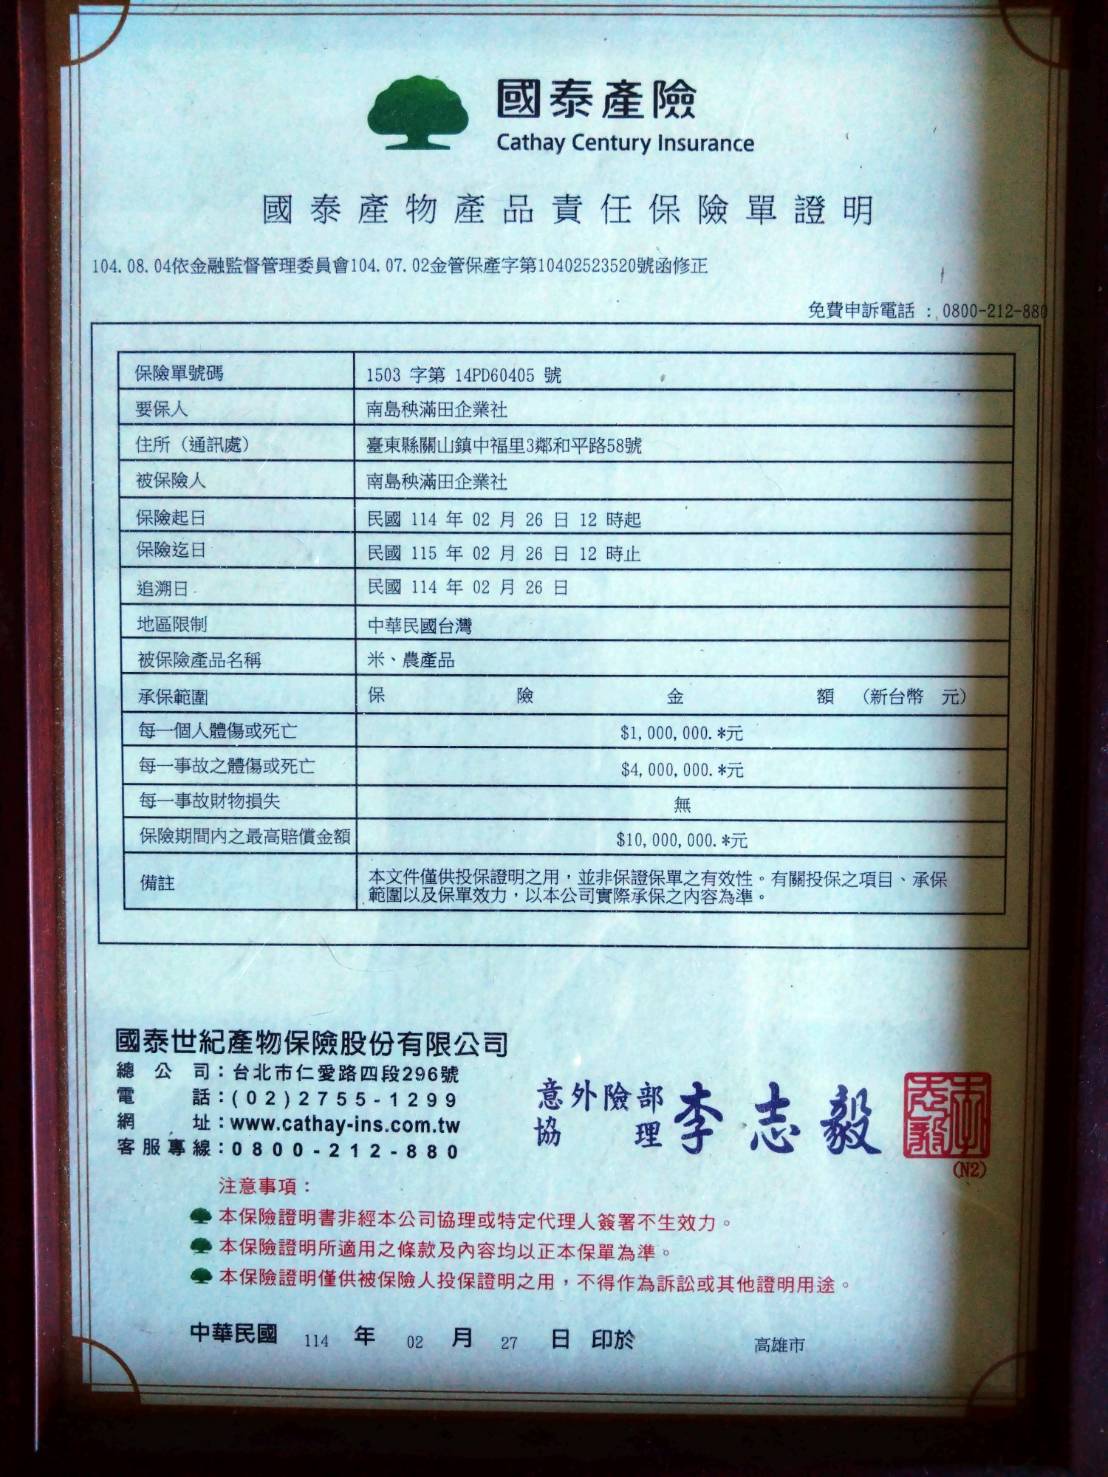 國泰產險
Cathay Century Insurance
國泰產物產品責任保險單證明
104.08.04依金融監督管理委員會104.07.02金管保產字第10402523520號函修正
免費申訴電話 : 0800-212-880
保險單號碼 1503 字第 14PD60405 號
要保人 南島秧滿田企業社
住所（通訊處） 臺東縣關山鎮中福里3鄰和平路58號
被保險人 南島秧滿田企業社
保險起日 民國 114 年 02 月 26 日 12 時起
保險迄日 民國 115 年 02 月 26 日 12 時止
追溯日 民國 114 年 02 月 26 日
地區限制 中華民國台灣
被保險產品名稱 米、農產品
承保範圍 保 險 金 額 （新台幣 元）
每一個人體傷或死亡 $1,000,000.*元
每一事故之體傷或死亡 $4,000,000.*元
每一事故財物損失 無
保險期間內之最高賠償金額 $10,000,000.*元
備註 本文件僅供投保證明之用，並非保證保單之有效性。有關投保之項目、承保
範圍以及保單效力，以本公司實際承保之內容為準。
國泰世紀產物保險股份有限公司
總公司：台北市仁愛路四段296號
電話：(02)2755-1299
網址：www.cathay-ins.com.tw
客服專線：0800-212-880
意外險部
協理 李志毅
李志毅
(N2)
注意事項：
本保險證明書非經本公司協理或特定代理人簽署不生效力。
本保險證明所適用之條款及內容均以正本保單為準。
本保險證明僅供被保險人投保證明之用，不得作為訴訟或其他證明用途。
中華民國 114 年 02 月 27 日 印於 高雄市